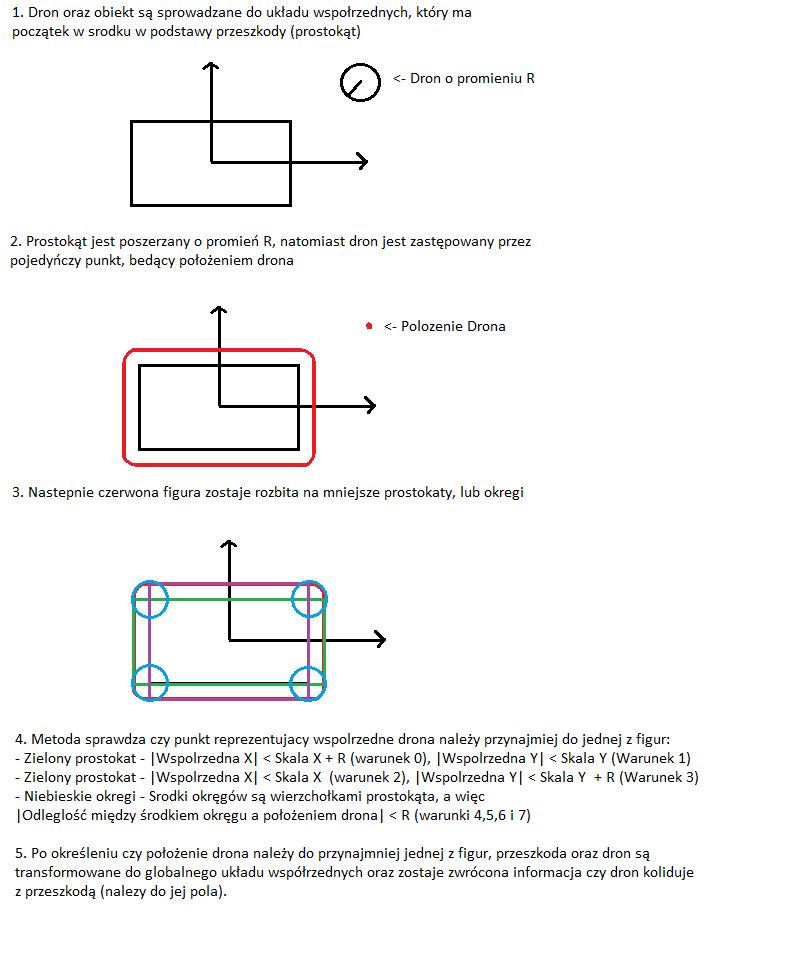 1. Dron oraz obiekt są sprowadzane do układu wspołrzednych, który ma
początek w srodku w podstawy przeszkody (prostokąt)
<- Dron o promieniu R
2. Prostokąt jest poszerzany o promień R, natomiast dron jest zastępowany przez
pojedyńczy punkt, bedący położeniem drona
<- Polozenie Drona
3. Nastepnie czerwona figura zostaje rozbita na mniejsze prostokaty, lub okregi
4. Metoda sprawdza czy punkt reprezentujacy wspolrzedne drona należy przynajmiej do jednej z figur:
- Zielony prostokat - |Wspolrzedna X| < Skala X + R (warunek 0), |Wspolrzedna Y| < Skala Y (Warunek 1)
- Zielony prostokat - |Wspolrzedna X| < Skala X  (warunek 2), |Wspolrzedna Y| < Skala Y  + R (Warunek 3)
- Niebieskie okregi - Srodki okręgów są wierzchołkami prostokąta, a więc
|Odleglość między środkiem okręgu a położeniem drona| < R (warunki 4,5,6 i 7)
5. Po określeniu czy położenie drona należy do przynajmniej jednej z figur, przeszkoda oraz dron są
transformowane do globalnego układu współrzednych oraz zostaje zwrócona informacja czy dron koliduje
z przeszkodą (nalezy do jej pola).